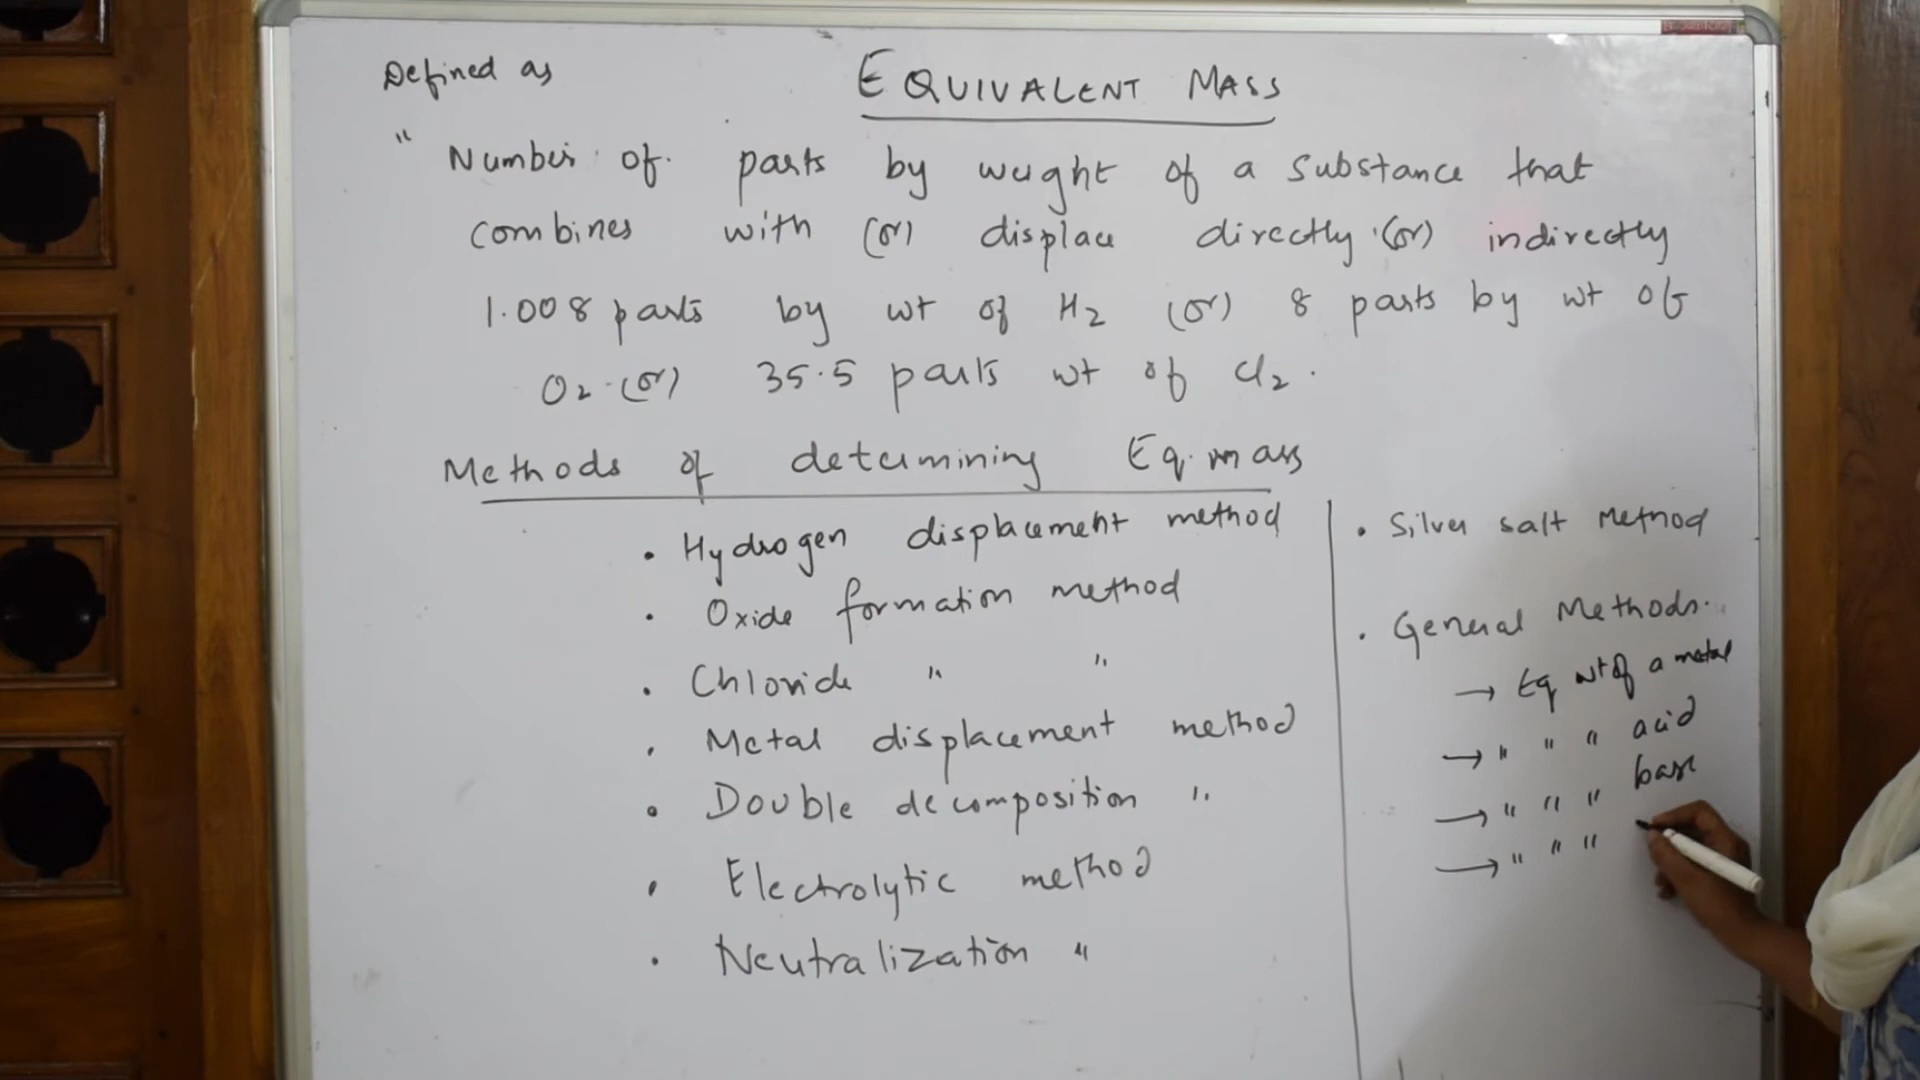 Defined as
EQUIVALENT MASS
" Number of parts by weight of a substance that
combines with (or) displace directly (or) indirectly
1.008 parts by wt of H2 (or) 8 parts by wt of
O2 (or) 35.5 parts wt of Cl2.
Methods of determining Eq. mass
• Hydrogen displacement method
• Oxide formation method
• Chloride " "
• Metal displacement method
• Double decomposition "
• Electrolytic method
• Neutralization "
• Silver salt Method
• General Methods.
→ Eq wt of a metal
→ " " " acid
→ " " " base
→ " " "